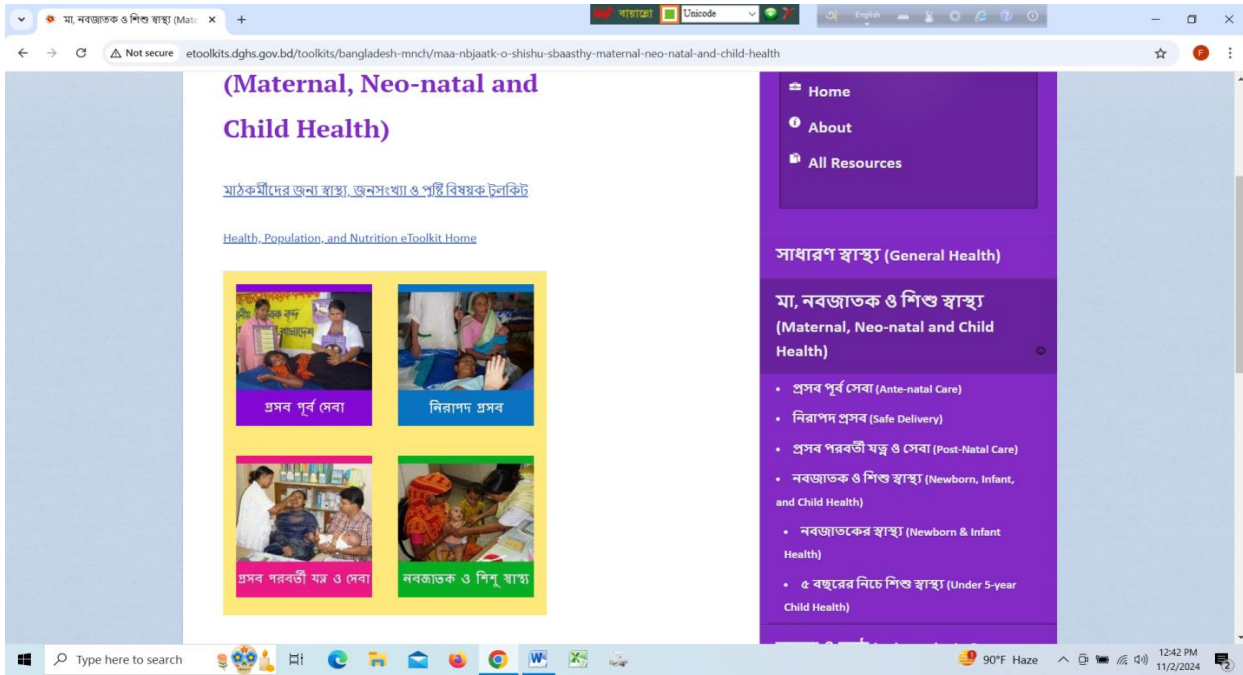 মা, নবজাতক ও শিশু স্বাস্থ্য (Mate
বায়ান্নো
Unicode
English
Not secure
etoolkits.dghs.gov.bd/toolkits/bangladesh-mnch/maa-nbjaatk-o-shishu-sbaasthy-maternal-neo-natal-and-child-health
(Maternal, Neo-natal and
Child Health)
মাঠকর্মীদের জন্য স্বাস্থ্য, জনসংখ্যা ও পুষ্টি বিষয়ক টুলকিট
Health, Population, and Nutrition eToolkit Home
প্রসব পূর্ব সেবা
নিরাপদ প্রসব
প্রসব পরবর্তী যত্ন ও সেবা
নবজাতক ও শিশু স্বাস্থ্য
Home
About
All Resources
সাধারণ স্বাস্থ্য (General Health)
মা, নবজাতক ও শিশু স্বাস্থ্য
(Maternal, Neo-natal and Child
Health)
• প্রসব পূর্ব সেবা (Ante-natal Care)
• নিরাপদ প্রসব (Safe Delivery)
• প্রসব পরবর্তী যত্ন ও সেবা (Post-Natal Care)
• নবজাতক ও শিশু স্বাস্থ্য (Newborn, Infant,
and Child Health)
• নবজাতকের স্বাস্থ্য (Newborn & Infant
Health)
• ৫ বছরের নিচে শিশু স্বাস্থ্য (Under 5-year
Child Health)
Type here to search
90°F Haze
12:42 PM
11/2/2024